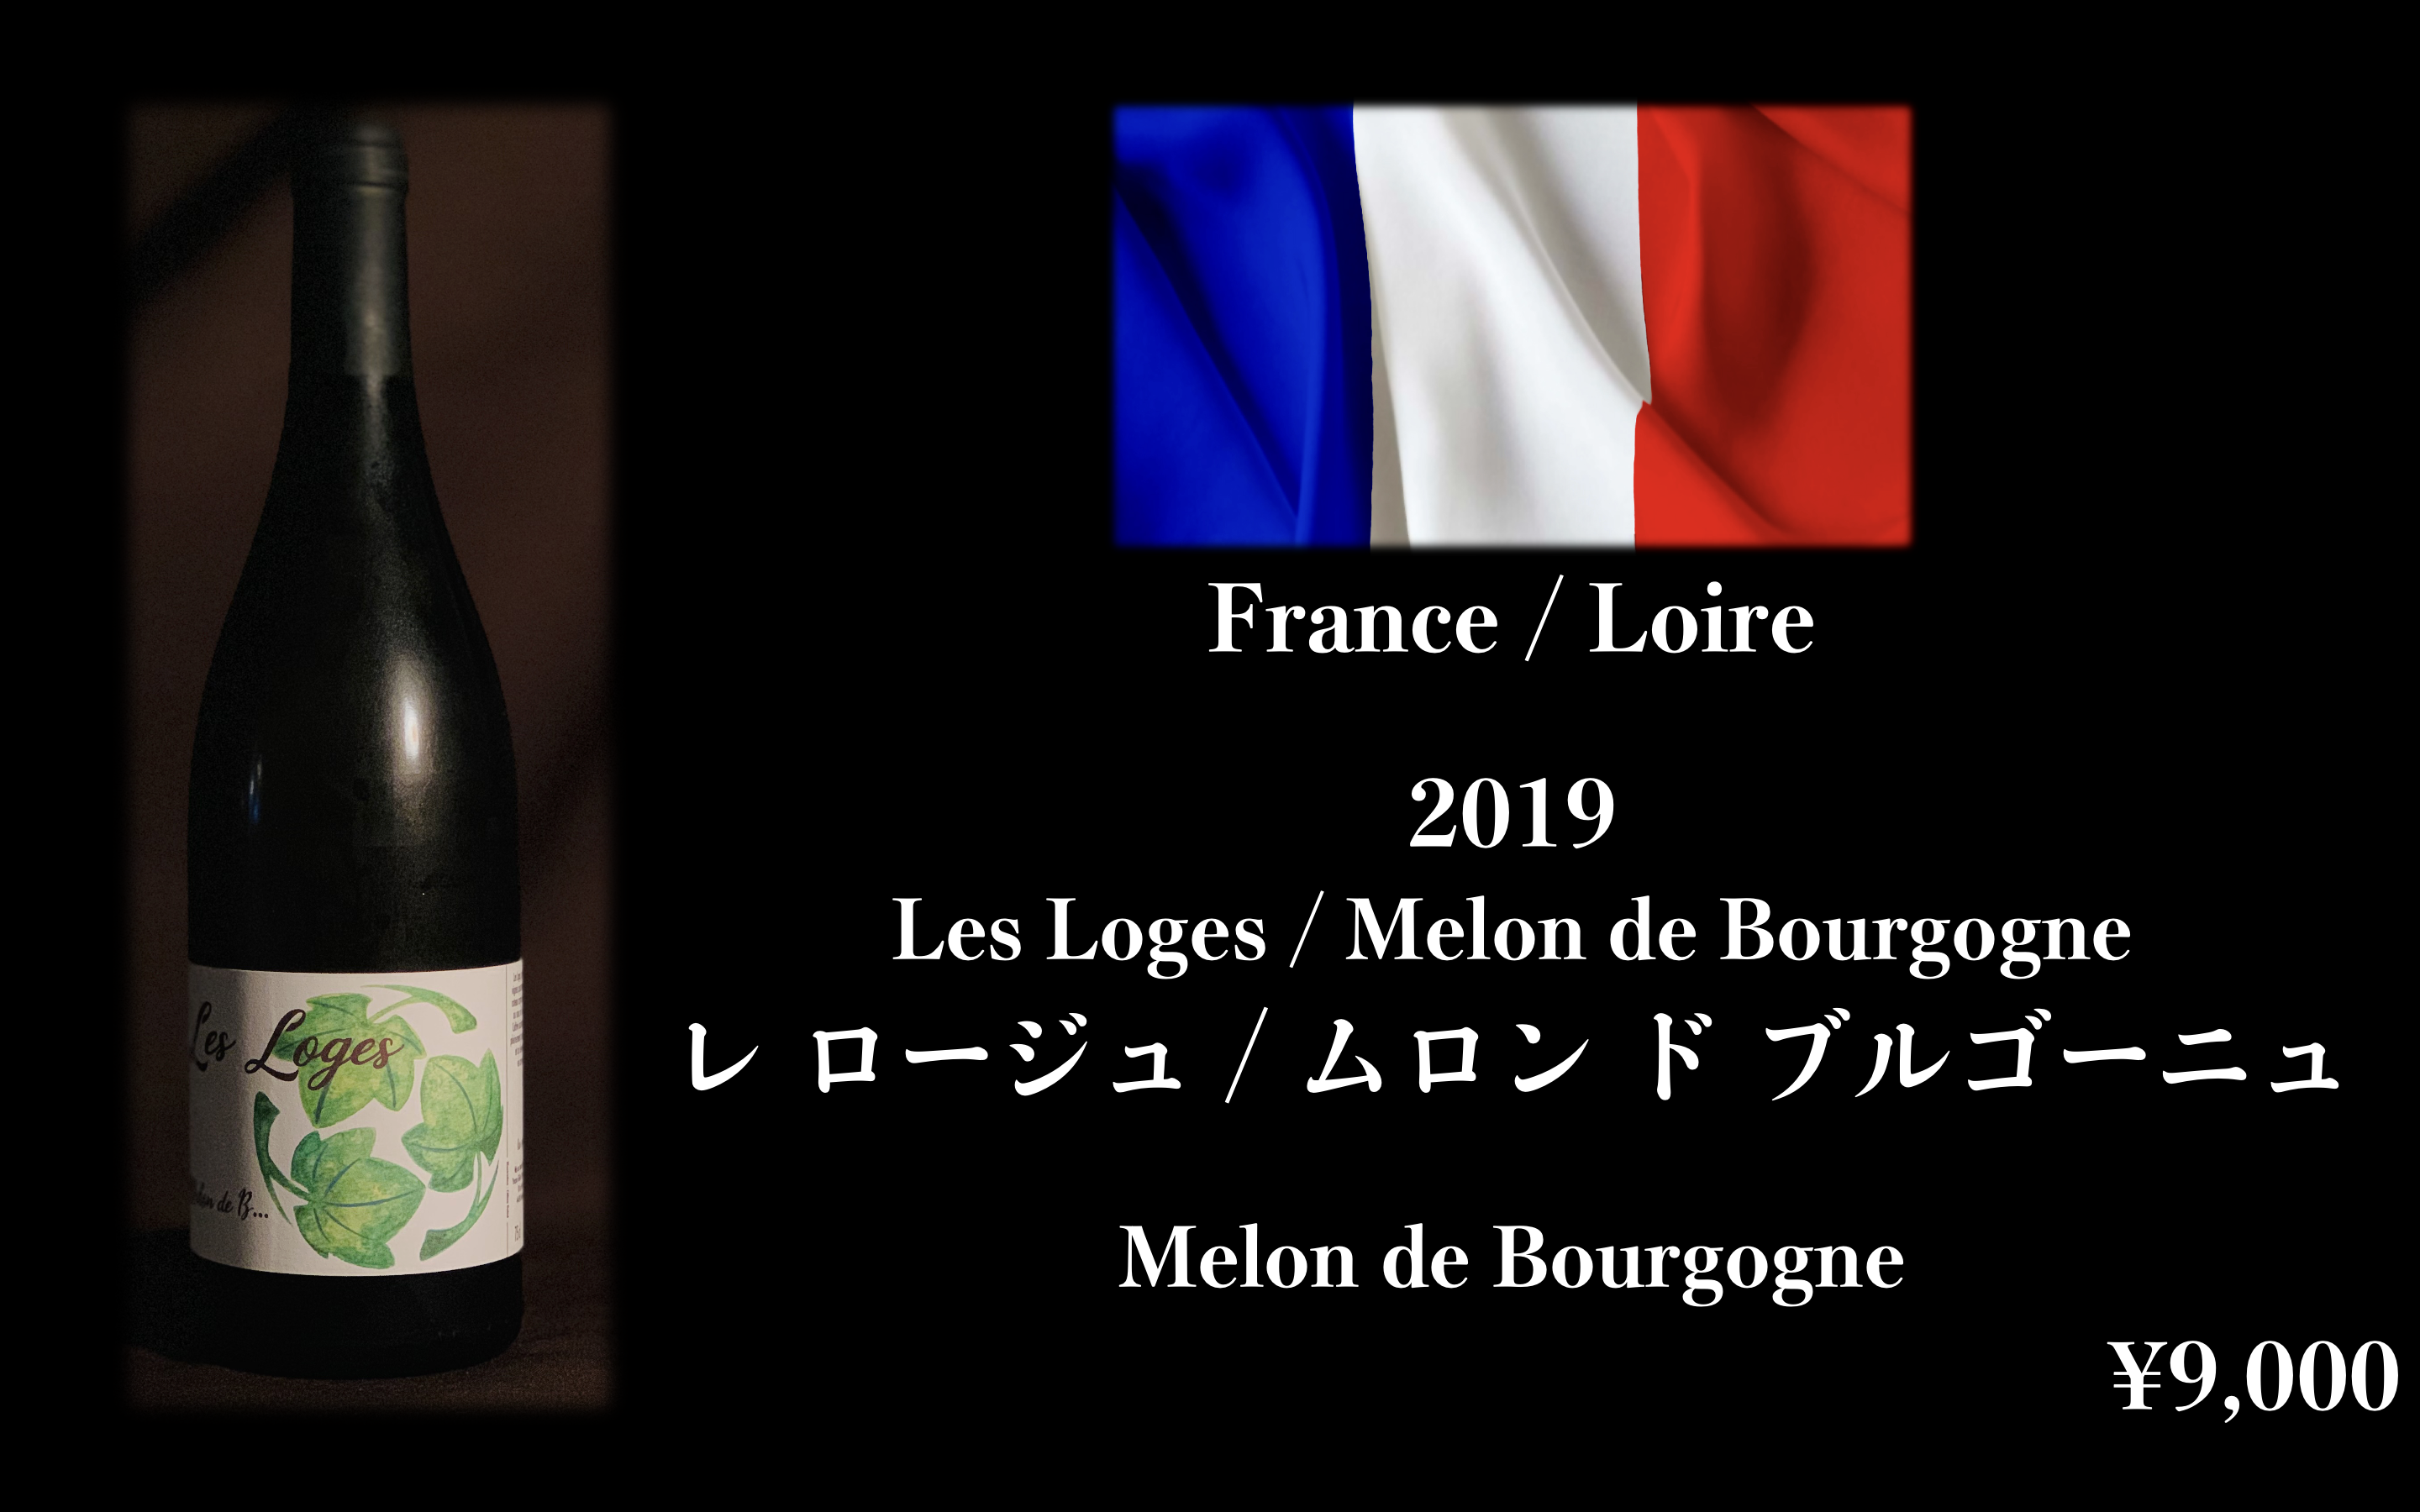 France / Loire
2019
Les Loges / Melon de Bourgogne
レ ロージュ / ムロン ド ブルゴーニュ
Melon de Bourgogne
¥9,000
Les Loges
de B...